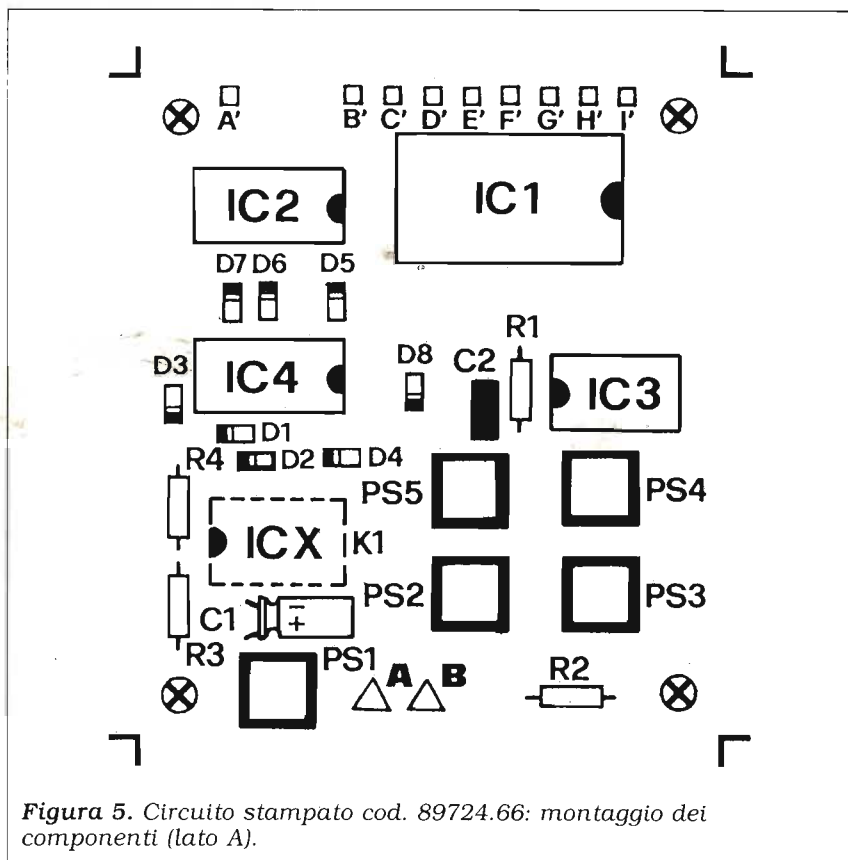 A' B' C' D' E' F' G' H' I'
IC2 IC1
D7 D6 D5
R1
D3 IC4 D8 C2 IC3
D1
R4 D2 D4
PS5 PS4
ICX K1
PS2 PS3
C1 - +
R3 PS1 A B R2
Figura 5. Circuito stampato cod. 89724.66: montaggio dei
componenti (lato A).